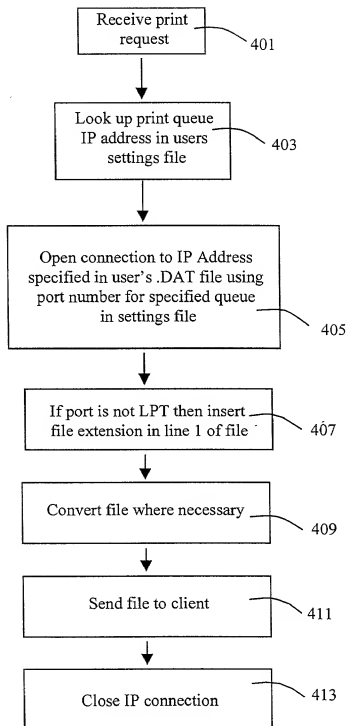 Receive print
request
401
Look up print queue
IP address in users
settings file
403
Open connection to IP Address
specified in user's .DAT file using
port number for specified queue
in settings file
405
If port is not LPT then insert
file extension in line 1 of file
407
Convert file where necessary
409
Send file to client
411
Close IP connection
413